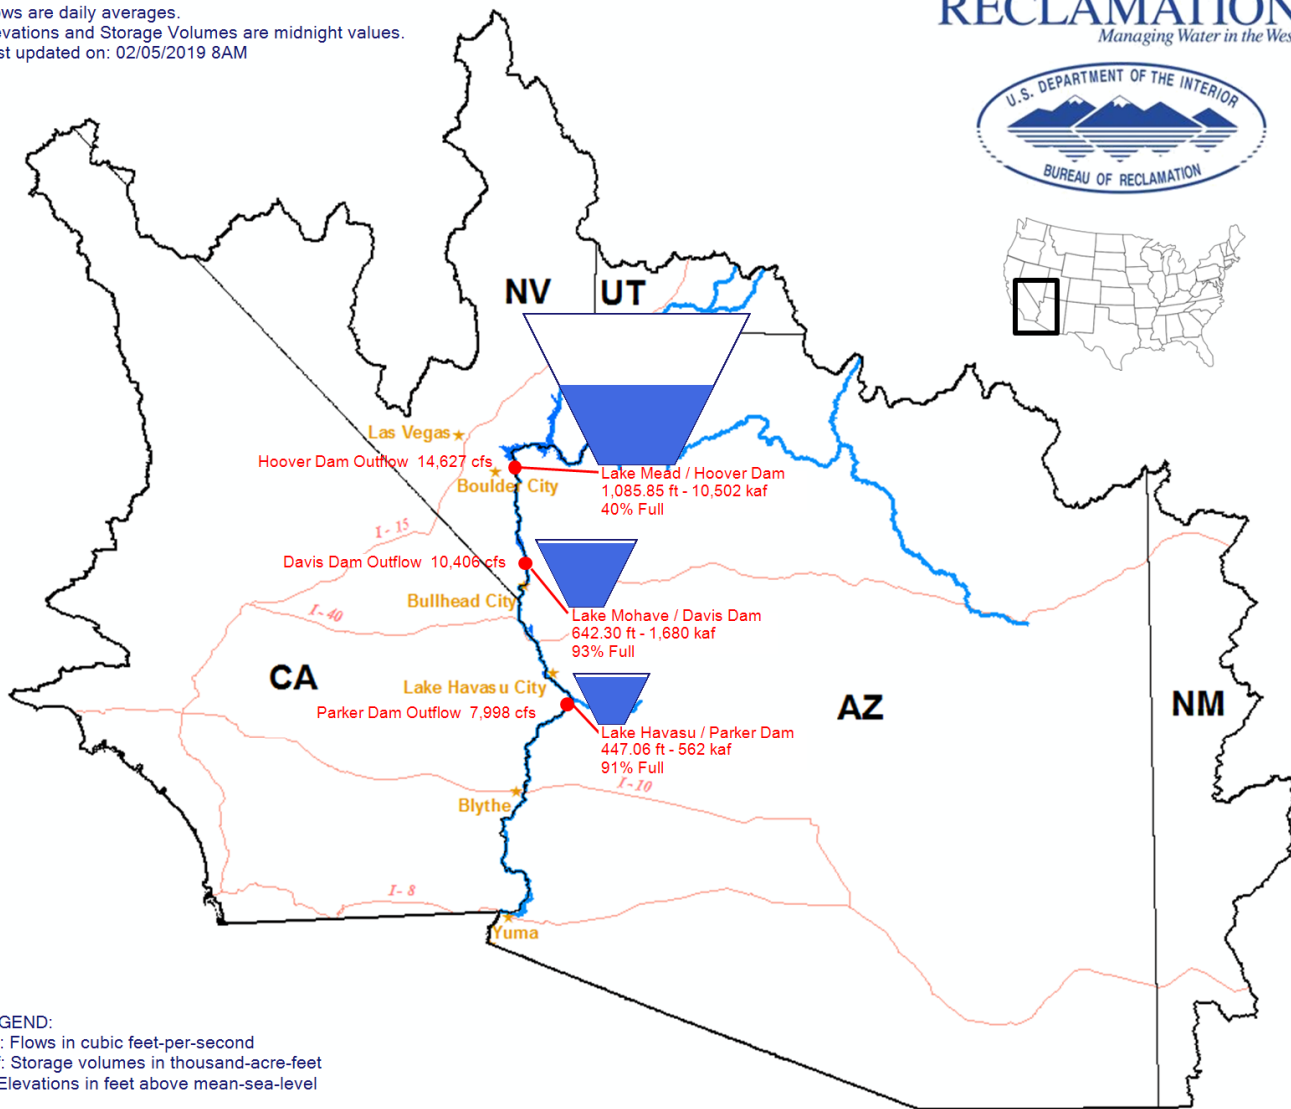 ows are daily averages.
evations and Storage Volumes are midnight values.
st updated on: 02/05/2019 8AM
RECLAMATION
Managing Water in the Wes
U.S. DEPARTMENT OF THE INTERIOR
BUREAU OF RECLAMATION
NV
UT
Las Vegas
Hoover Dam Outflow 14,627 cfs
Boulder City
Lake Mead / Hoover Dam
1,085.85 ft - 10,502 kaf
40% Full
I - 15
Davis Dam Outflow 10,406 cfs
Bullhead City
I - 40
Lake Mohave / Davis Dam
642.30 ft - 1,680 kaf
93% Full
CA
Lake Havasu City
Parker Dam Outflow 7,998 cfs
AZ
NM
Lake Havasu / Parker Dam
447.06 ft - 562 kaf
91% Full
I - 10
Blythe
I - 8
Yuma
GEND:
: Flows in cubic feet-per-second
f: Storage volumes in thousand-acre-feet
Elevations in feet above mean-sea-level